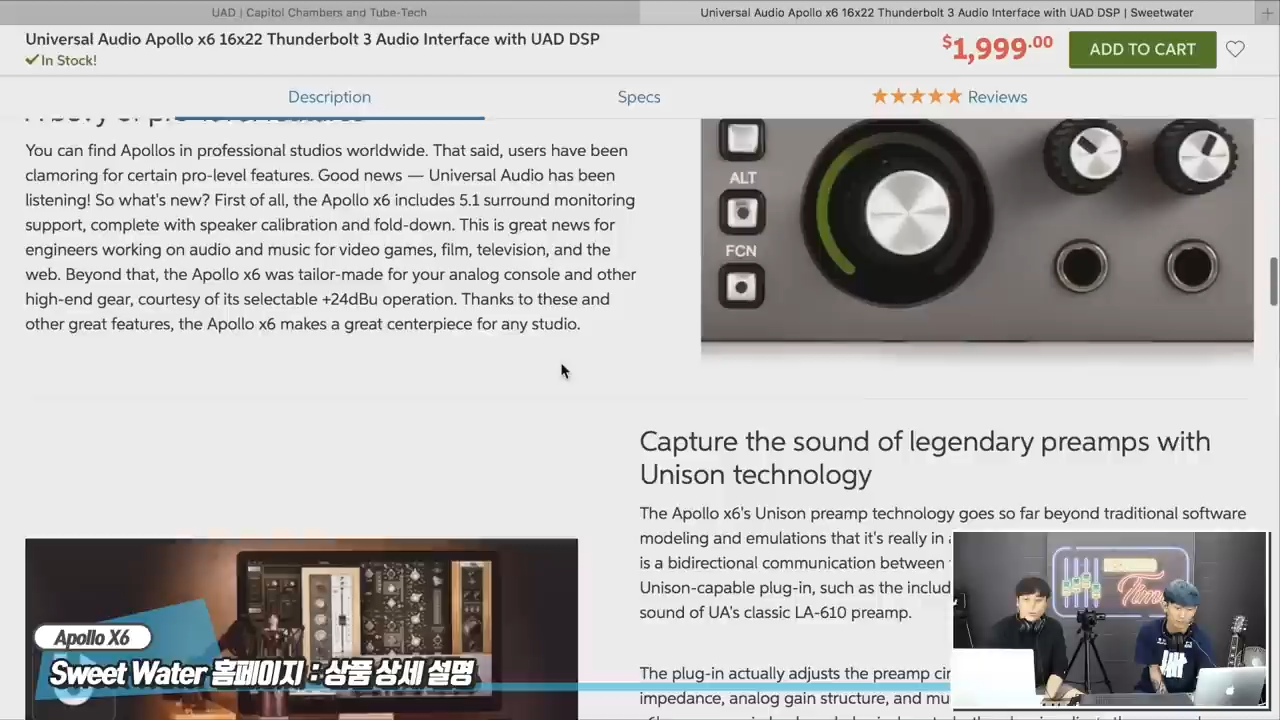 UAD | Capitol Chambers and Tube-Tech
Universal Audio Apollo x6 16x22 Thunderbolt 3 Audio Interface with UAD DSP | Sweetwater
Universal Audio Apollo x6 16x22 Thunderbolt 3 Audio Interface with UAD DSP
In Stock!
$1,999.00
ADD TO CART
Description
Specs
Reviews
You can find Apollos in professional studios worldwide. That said, users have been
clamoring for certain pro-level features. Good news — Universal Audio has been
listening! So what's new? First of all, the Apollo x6 includes 5.1 surround monitoring
support, complete with speaker calibration and fold-down. This is great news for
engineers working on audio and music for video games, film, television, and the
web. Beyond that, the Apollo x6 was tailor-made for your analog console and other
high-end gear, courtesy of its selectable +24dBu operation. Thanks to these and
other great features, the Apollo x6 makes a great centerpiece for any studio.
ALT
FCN
Capture the sound of legendary preamps with
Unison technology
The Apollo x6's Unison preamp technology goes so far beyond traditional software
modeling and emulations that it's really in
is a bidirectional communication between
Unison-capable plug-in, such as the includ
sound of UA's classic LA-610 preamp.
The plug-in actually adjusts the preamp cir
impedance, analog gain structure, and mu
Apollo X6
Sweet Water 홈페이지 : 상품 상세 설명
Time